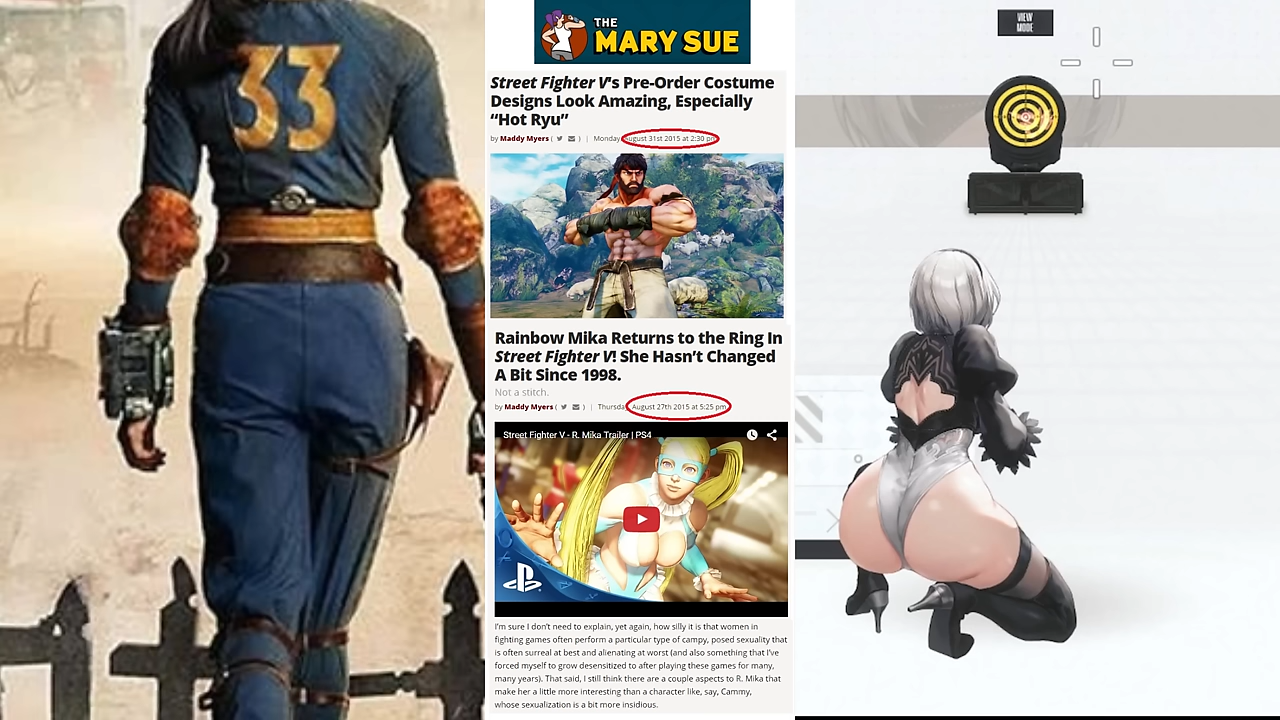 33
THE
MARY SUE
Street Fighter V's Pre-Order Costume
Designs Look Amazing, Especially
“Hot Ryu”
by Maddy Myers ( ) | Monday, August 31st 2015 at 2:30 pm
Rainbow Mika Returns to the Ring In
Street Fighter V! She Hasn’t Changed
A Bit Since 1998.
Not a stitch.
by Maddy Myers ( ) | Thursday, August 27th 2015 at 5:25 pm
Street Fighter V - R. Mika Trailer | PS4
I’m sure I don’t need to explain, yet again, how silly it is that women in
fighting games often perform a particular type of campy, posed sexuality that
is often surreal at best and alienating at worst (and also something that I’ve
forced myself to grow desensitized to after playing these games for many,
many years). That said, I still think there are a couple aspects to R. Mika that
make her a little more interesting than a character like, say, Cammy,
whose sexualization is a bit more insidious.
VIEW
MODE